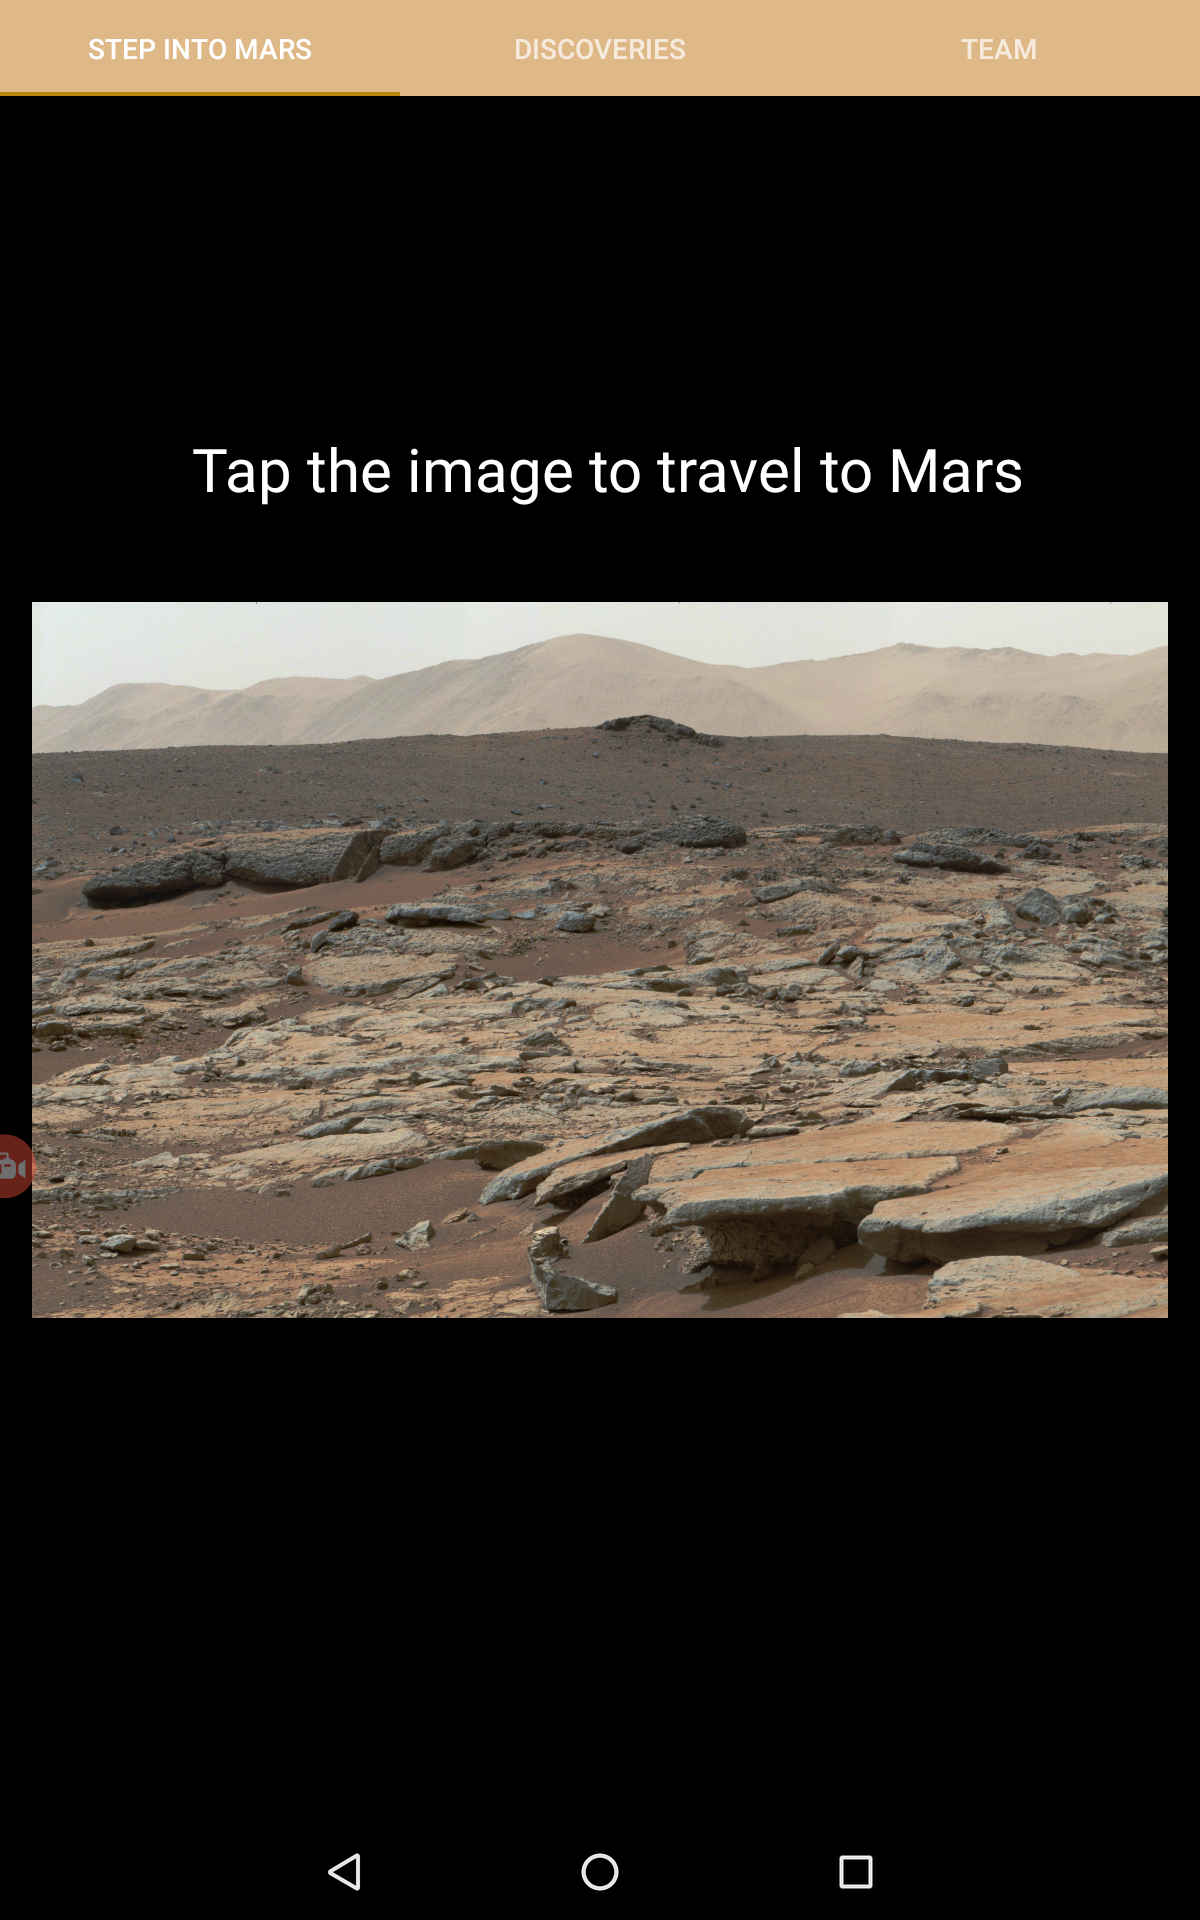 STEP INTO MARS
DISCOVERIES
TEAM
Tap the image to travel to Mars